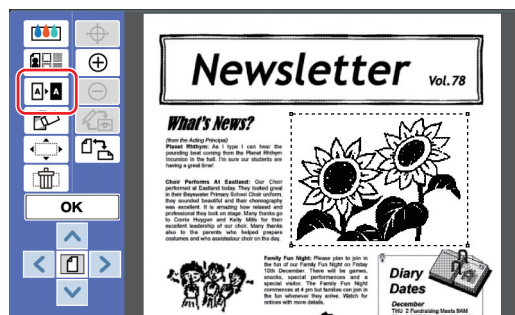 Newsletter Vol.78
A A
OK
What's News?
(from the Acting Principal)
Planet Rhthym: As I type I can hear the
pounding beat coming from the Planet Rhthym
Incursion in the hall. I'm sure our students are
having a great time!
Choir Performs At Eastland: Our Choir
performed at Eastland today. They looked great
in their Bayswater Primary School Choir uniform,
they sounded beautiful and their choreography
was excellent. It is amazing how relaxed and
professional they look on stage. Many thanks go
to Corria Huygon and Kelly Mills for their
excellent leadership of our choir. Many thanks
also to the parents who helped prepare
costumes and who assistedour choir on the day.
Family Fun Night: Please plan to join in
the fun of our Family Fun Night on Friday
10th December. There will be games,
snacks, special performances and a
special visitor. The Family Fun Night
commences at 4 pm but families can join in
the fun whenever they arrive. Watch for
notices with more details.
Diary
Dates
December
THU 2 Fundraising Meets 9AM